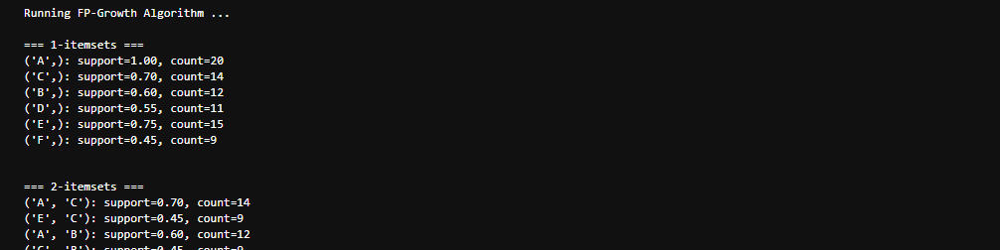 Running FP-Growth Algorithm ...
=== 1-itemsets ===
('A',): support=1.00, count=20
('C',): support=0.70, count=14
('B',): support=0.60, count=12
('D',): support=0.55, count=11
('E',): support=0.75, count=15
('F',): support=0.45, count=9
=== 2-itemsets ===
('A', 'C'): support=0.70, count=14
('E', 'C'): support=0.45, count=9
('A', 'B'): support=0.60, count=12
('C', 'B'): support=0.45, count=9